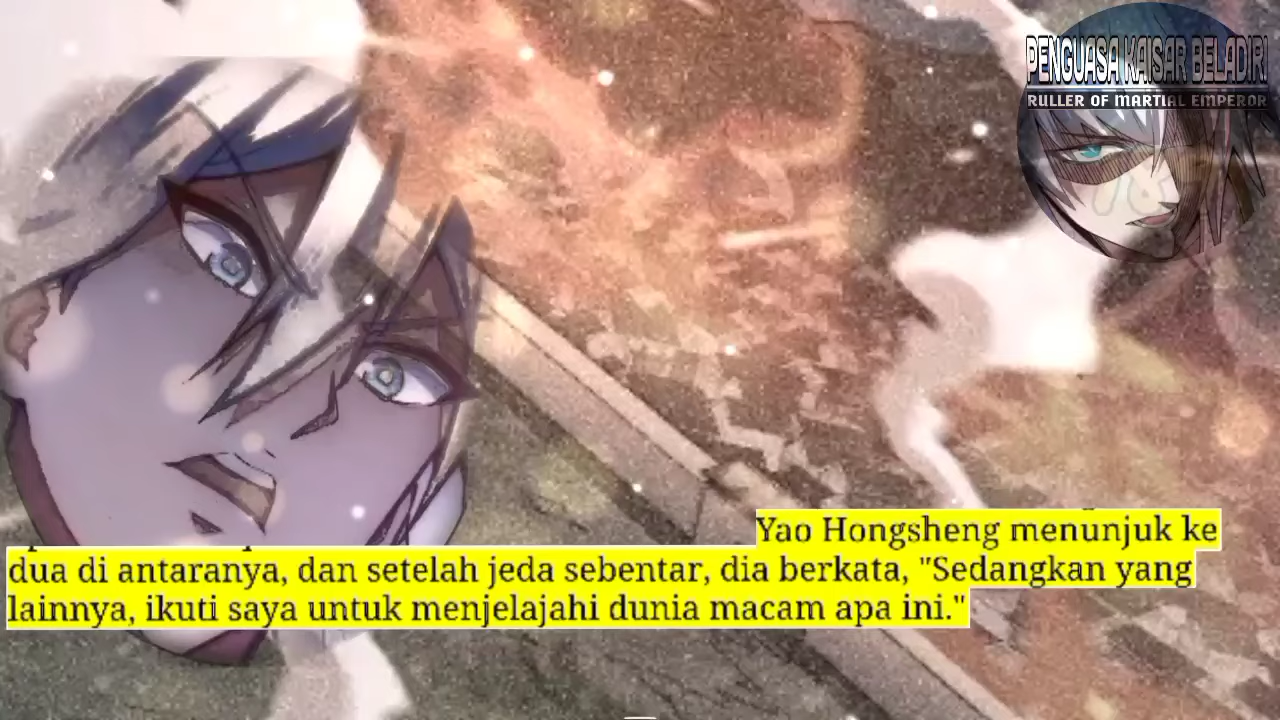 PENGUASA KAISAR BELADIRI
RULLER OF MARTIAL EMPEROR
Yao Hongsheng menunjuk ke
dua di antaranya, dan setelah jeda sebentar, dia berkata, "Sedangkan yang
lainnya, ikuti saya untuk menjelajahi dunia macam apa ini."